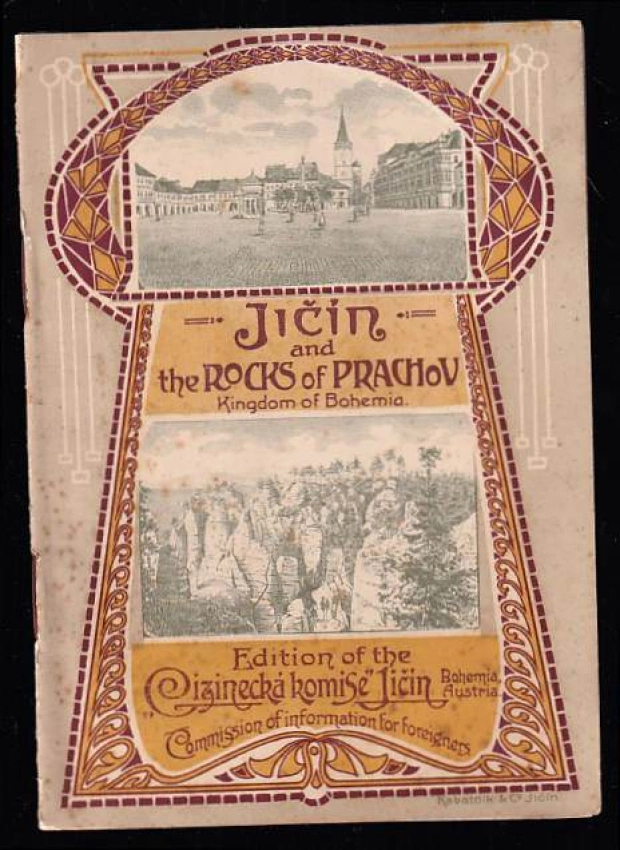 Jičín
and
the ROCKS of PRACHOV
Kingdom of Bohemia.
Edition of the
„Cizinecká komise" Jičín Bohemia,
Austria.
Commission of information for foreigners
Kabátnik & Co Jičín.